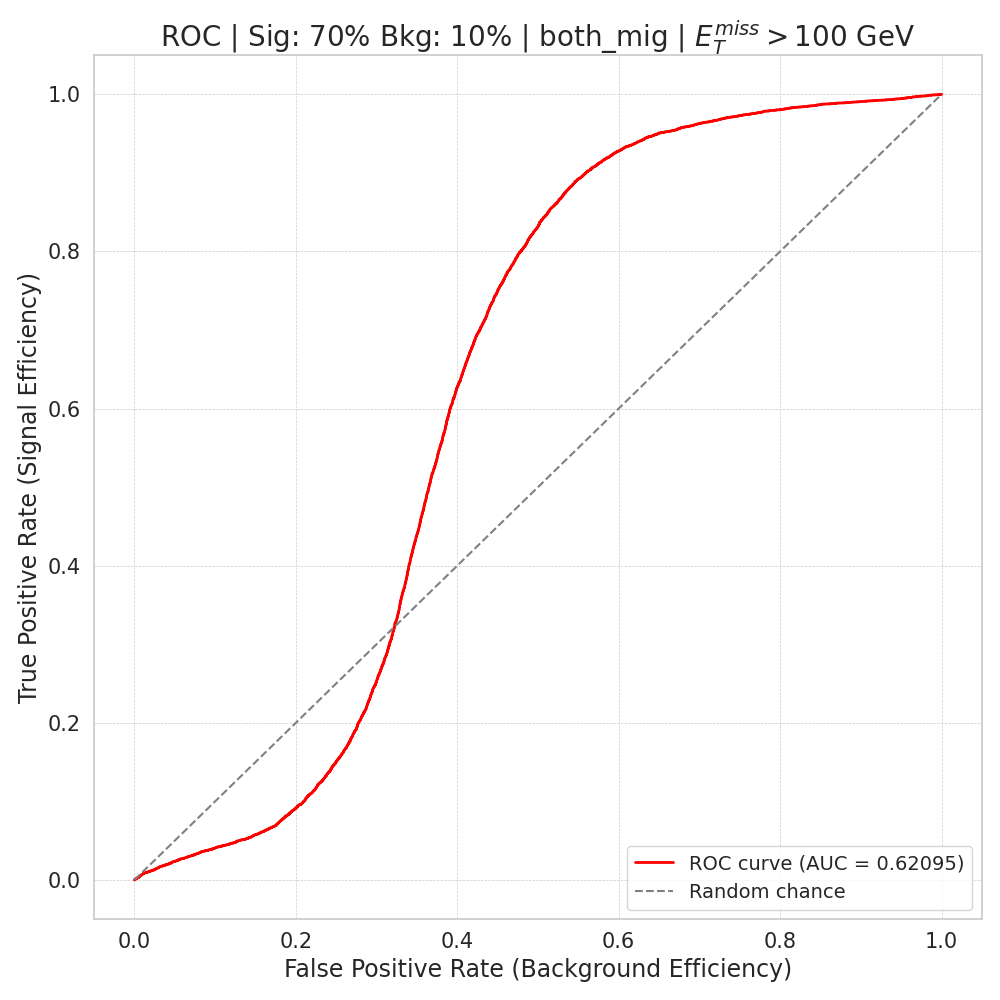 ROC | Sig: 70% Bkg: 10% | both_mig | $E_T^{miss} > 100$ GeV
1.0
0.8
0.6
0.4
0.2
0.0
True Positive Rate (Signal Efficiency)
ROC curve (AUC = 0.62095)
Random chance
0.0 0.2 0.4 0.6 0.8 1.0
False Positive Rate (Background Efficiency)